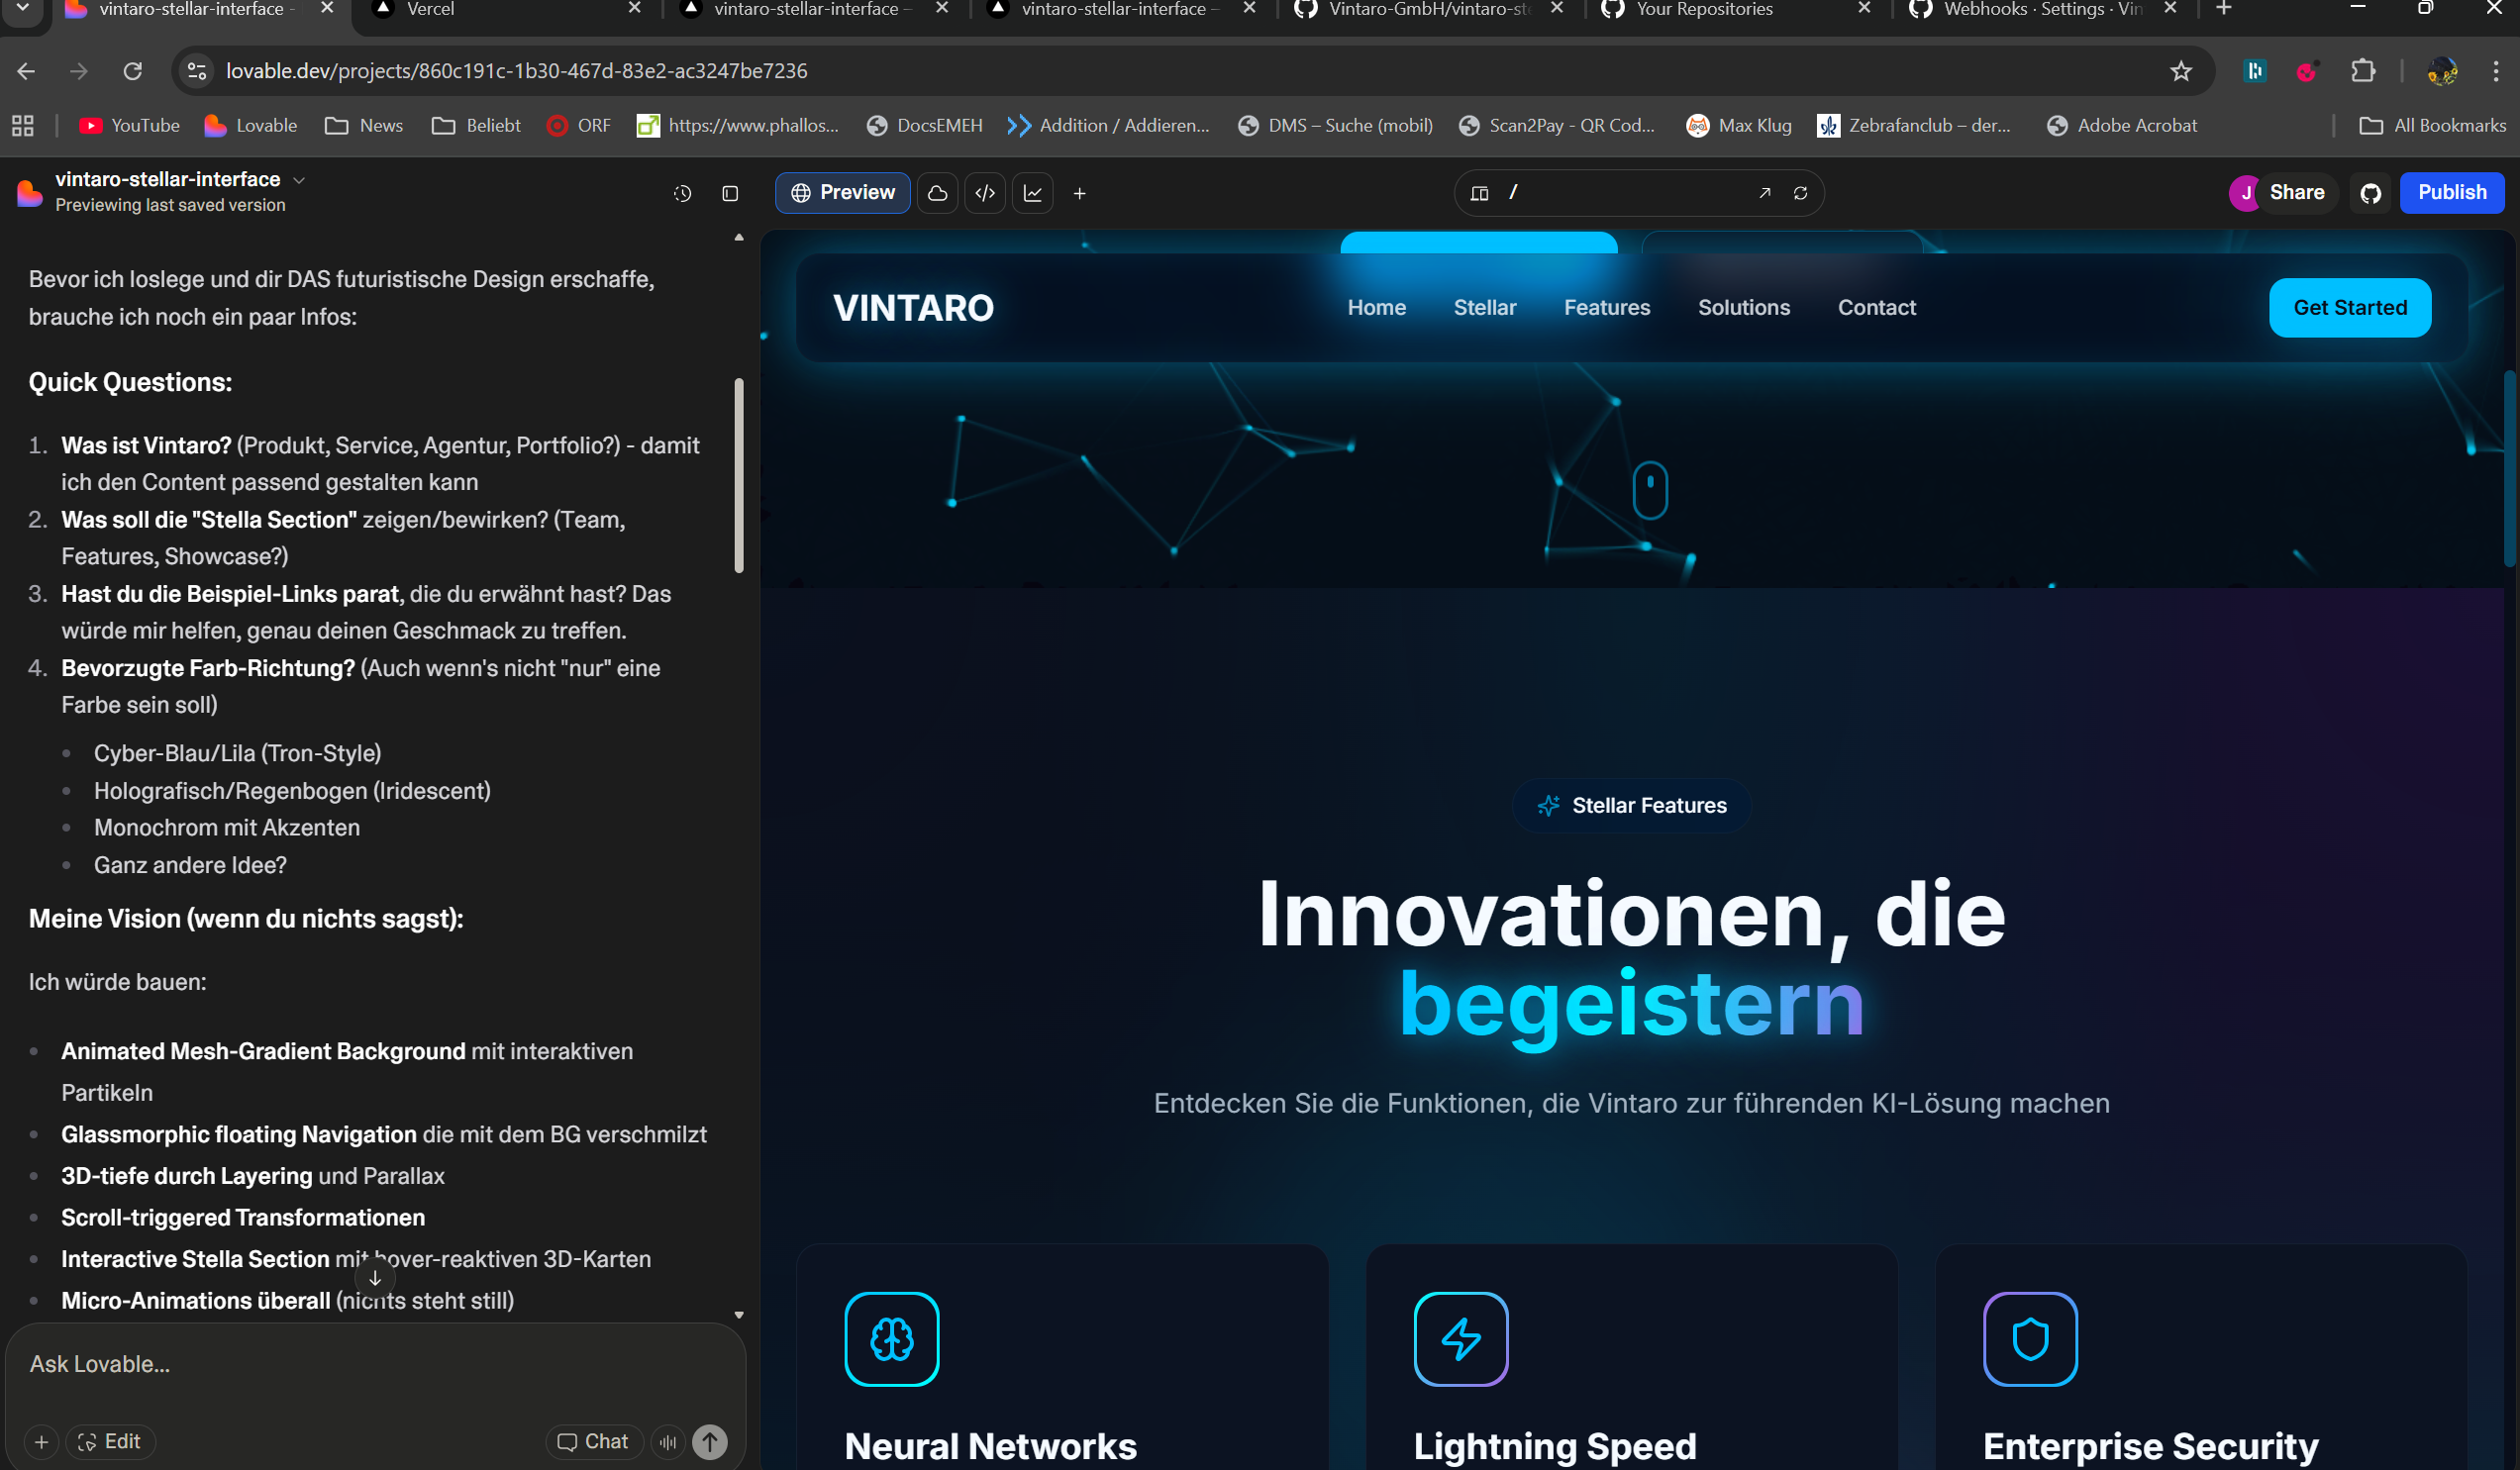 vintaro-stellar-interface -
Vercel
vintaro-stellar-interface -
vintaro-stellar-interface -
Vintaro-GmbH/vintaro-ste
Your Repositories
Webhooks · Settings · Vin
lovable.dev/projects/860c191c-1b30-467d-83e2-ac3247be7236
YouTube
Lovable
News
Beliebt
ORF
https://www.phallos...
DocsEMEH
Addition / Addieren...
DMS – Suche (mobil)
Scan2Pay - QR Cod...
Max Klug
Zebrafanclub – der...
Adobe Acrobat
All Bookmarks
vintaro-stellar-interface
Previewing last saved version
Preview
/
J
Share
Publish
Bevor ich loslege und dir DAS futuristische Design erschaffe,
brauche ich noch ein paar Infos:
Quick Questions:
1. Was ist Vintaro? (Produkt, Service, Agentur, Portfolio?) - damit
ich den Content passend gestalten kann
2. Was soll die "Stella Section" zeigen/bewirken? (Team,
Features, Showcase?)
3. Hast du die Beispiel-Links parat, die du erwähnt hast? Das
würde mir helfen, genau deinen Geschmack zu treffen.
4. Bevorzugte Farb-Richtung? (Auch wenn's nicht "nur" eine
Farbe sein soll)
• Cyber-Blau/Lila (Tron-Style)
• Holografisch/Regenbogen (Iridescent)
• Monochrom mit Akzenten
• Ganz andere Idee?
Meine Vision (wenn du nichts sagst):
Ich würde bauen:
• Animated Mesh-Gradient Background mit interaktiven
Partikeln
• Glassmorphic floating Navigation die mit dem BG verschmilzt
• 3D-tiefe durch Layering und Parallax
• Scroll-triggered Transformationen
• Interactive Stella Section mit hover-reaktiven 3D-Karten
• Micro-Animations überall (nichts steht still)
Ask Lovable...
Edit
Chat
VINTARO
Home
Stellar
Features
Solutions
Contact
Get Started
Stellar Features
Innovationen, die
begeistern
Entdecken Sie die Funktionen, die Vintaro zur führenden KI-Lösung machen
Neural Networks
Lightning Speed
Enterprise Security